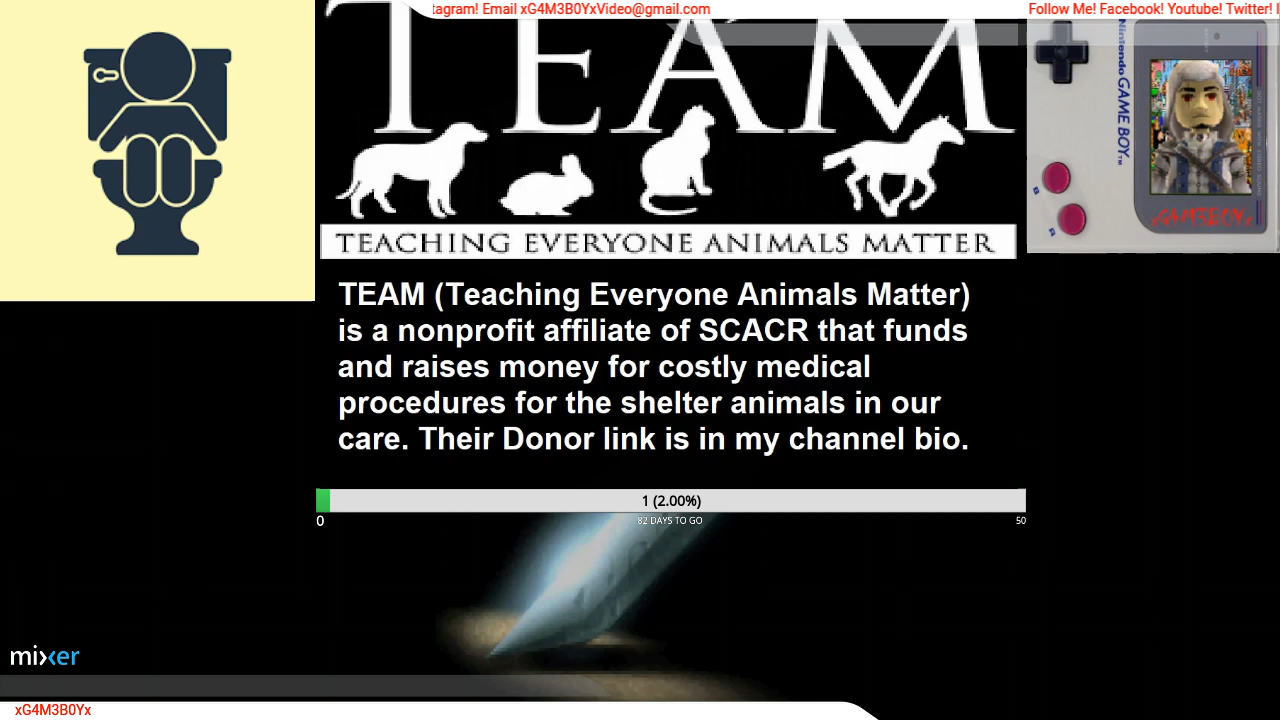 tagram! Email xG4M3B0YxVideo@gmail.com
Follow Me! Facebook! Youtube! Twitter! I
TEAM
TEACHING EVERYONE ANIMALS MATTER
Nintendo GAME BOY™
xG4M3B0Yx
TEAM (Teaching Everyone Animals Matter)
is a nonprofit affiliate of SCACR that funds
and raises money for costly medical
procedures for the shelter animals in our
care. Their Donor link is in my channel bio.
1 (2.00%)
0
82 DAYS TO GO
50
mixer
xG4M3B0Yx